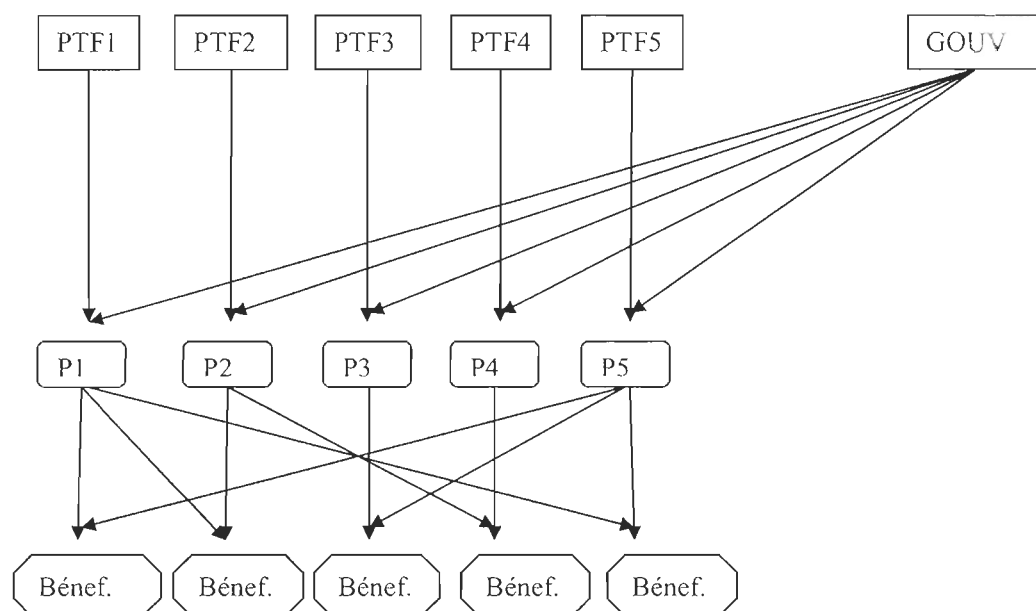 PTF1 PTF2 PTF3 PTF4 PTF5 GOUV
P1 P2 P3 P4 P5
Bénef. Bénef. Bénef. Bénef. Bénef.